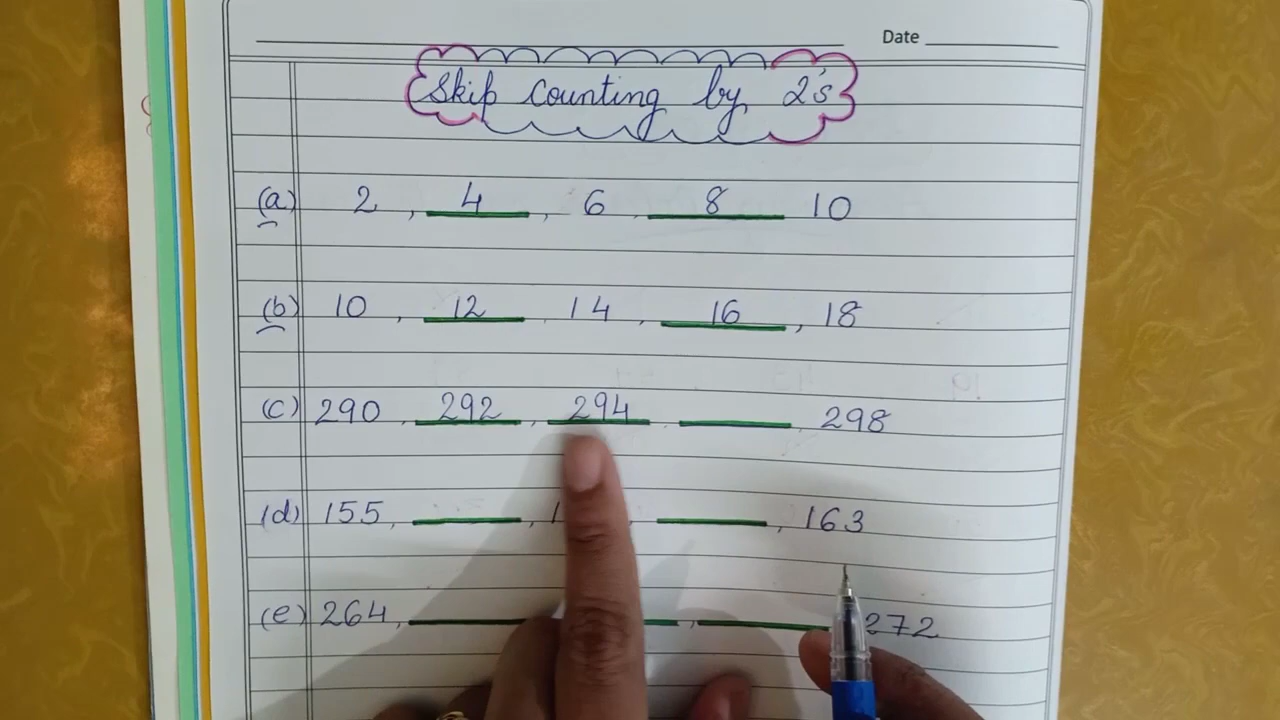 Date
Skip counting by 2's
(a) 2 , 4 , 6 , 8 10
(b) 10 , 12 14 , 16 , 18
(c) 290 , 292 , 294 , , 298
(d) 155 , , , , 163
(e) 264 , , 272